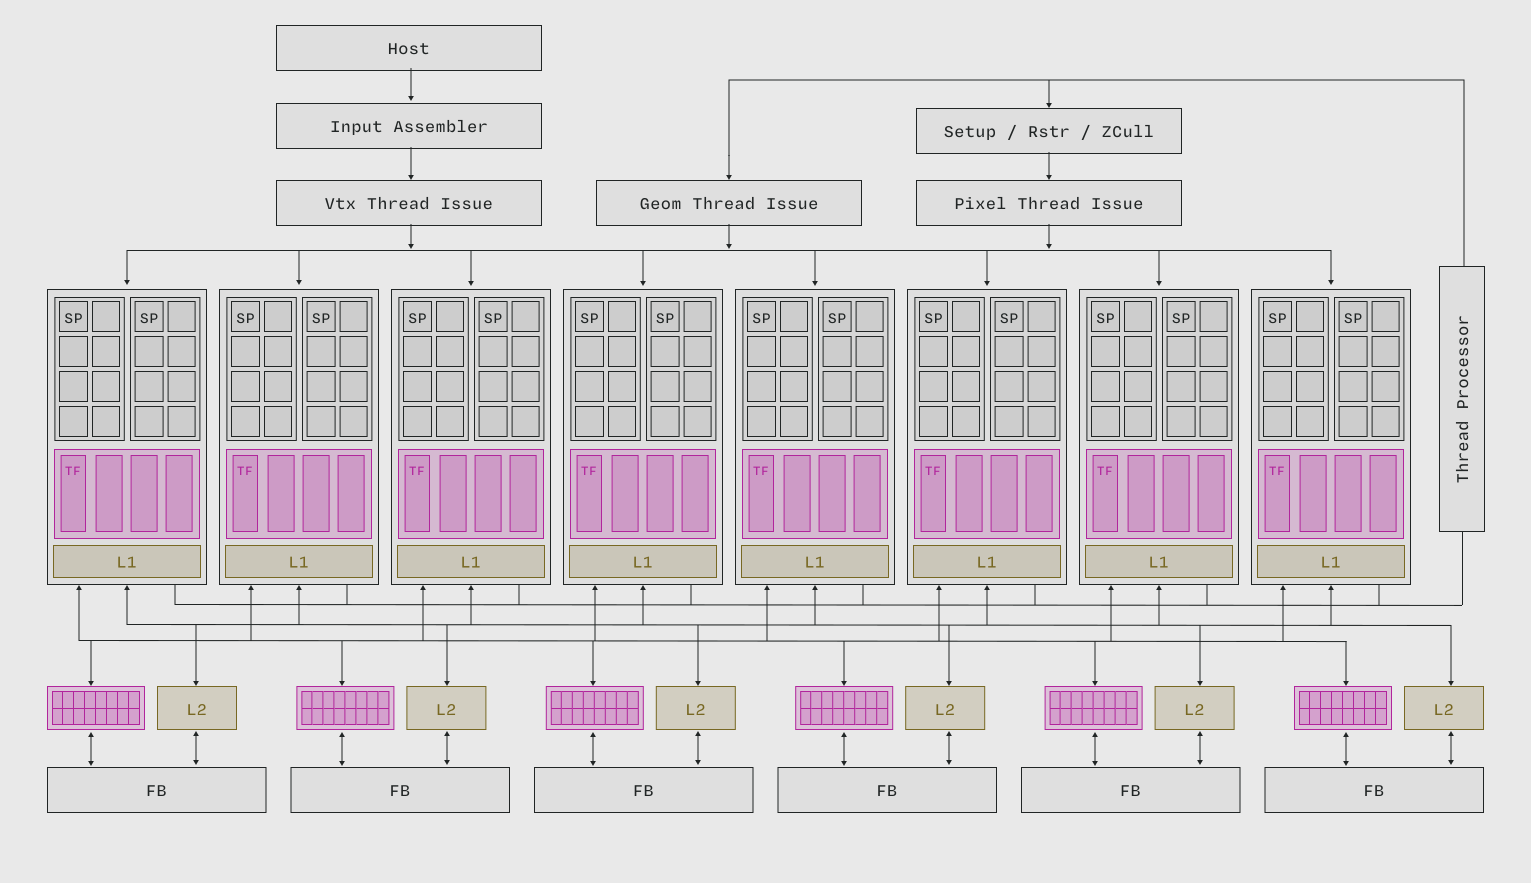 Host
Input Assembler
Setup / Rstr / ZCull
Vtx Thread Issue
Geom Thread Issue
Pixel Thread Issue
SP SP SP SP SP SP SP SP SP SP SP SP SP SP SP SP
Thread Processor
TF TF TF TF TF TF TF TF
L1 L1 L1 L1 L1 L1 L1 L1
L2 L2 L2 L2 L2 L2
FB FB FB FB FB FB